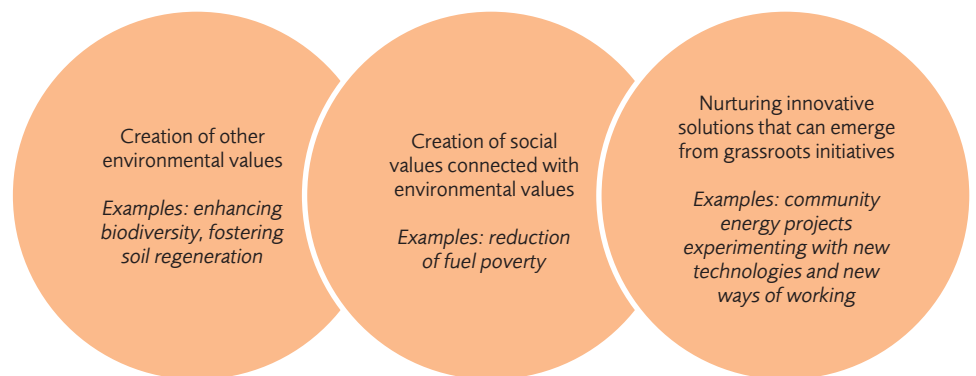 Creation of other
environmental values
Examples: enhancing
biodiversity, fostering
soil regeneration
Creation of social
values connected with
environmental values
Examples: reduction
of fuel poverty
Nurturing innovative
solutions that can emerge
from grassroots initiatives
Examples: community
energy projects
experimenting with new
technologies and new
ways of working